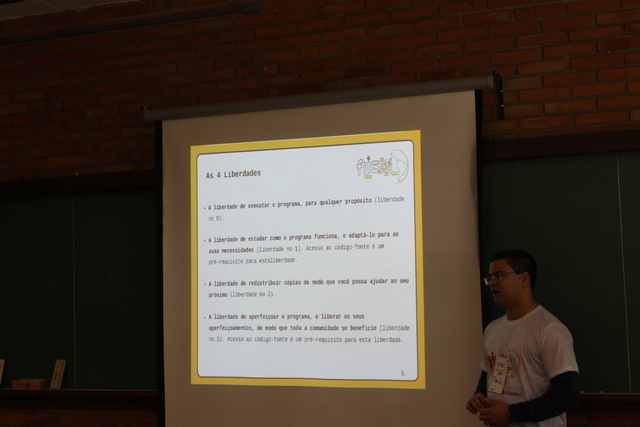 As 4 Liberdades
flisol
• A liberdade de executar o programa, para qualquer propósito (liberdade
no 0).
• A liberdade de estudar como o programa funciona, e adaptá-lo para as
suas necessidades (liberdade no 1). Acesso ao código-fonte é um
pré-requisito para estaliberdade.
• A liberdade de redistribuir cópias de modo que você possa ajudar ao seu
próximo (liberdade no 2).
• A liberdade de aperfeiçoar o programa, e liberar os seus
aperfeiçoamentos, de modo que toda a comunidade se beneficie (liberdade
no 3). Acesso ao código-fonte é um pré-requisito para esta liberdade.
5